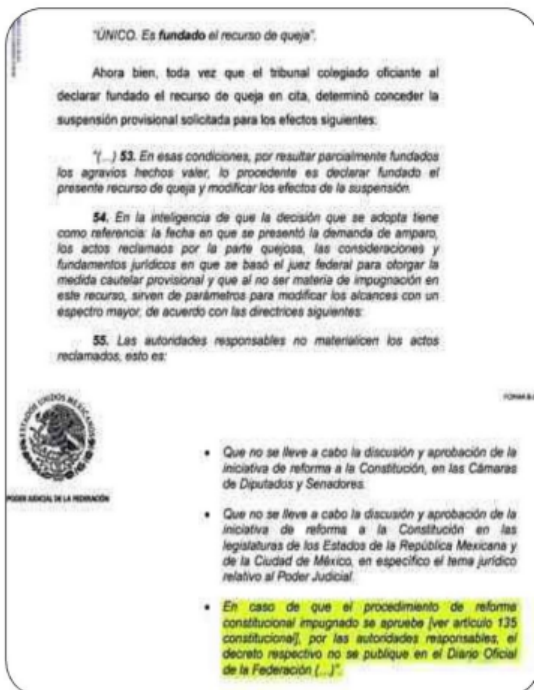 "ÚNICO. Es fundado el recurso de queja".
Ahora bien, toda vez que el tribunal colegiado oficiante al
declarar fundado el recurso de queja en cita, determinó conceder la
suspensión provisional solicitada para los efectos siguientes:
"(...) 53. En esas condiciones, por resultar parcialmente fundados
los agravios hechos valer, lo procedente es declarar fundado el
presente recurso de queja y modificar los efectos de la suspensión.
54. En la inteligencia de que la decisión que se adopta tiene
como referencia: la fecha en que se presentó la demanda de amparo,
los actos reclamaos por la parte quejosa, las consideraciones y
fundamentos jurídicos en que se basó el juez federal para otorgar la
medida cautelar provisional y que al no ser materia de impugnación en
este recurso, sirven de parámetros para modificar los alcances con un
espectro mayor, de acuerdo con las directrices siguientes:
55. Las autoridades responsables no materialicen los actos
reclamados, esto es:
ESTADOS UNIDOS MEXICANOS
PODER JUDICIAL DE LA FEDERACIÓN
• Que no se lleve a cabo la discusión y aprobación de la
iniciativa de reforma a la Constitución, en las Cámaras
de Diputados y Senadores.
• Que no se lleve a cabo la discusión y aprobación de la
iniciativa de reforma a la Constitución en las
legislaturas de los Estados de la República Mexicana y
de la Ciudad de México, en específico el tema jurídico
relativo al Poder Judicial.
• En caso de que el procedimiento de reforma
constitucional impugnado se apruebe [ver artículo 135
constitucional], por las autoridades responsables, el
decreto respectivo no se publique en el Diario Oficial
de la Federación (...)".